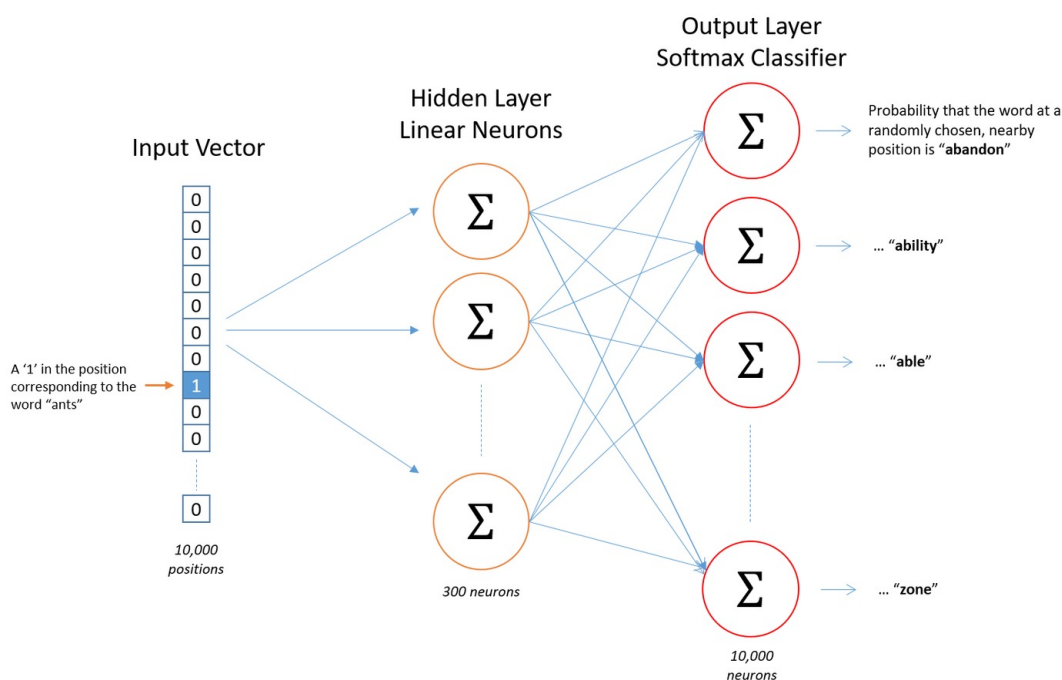 Output Layer
Softmax Classifier
Hidden Layer
Linear Neurons
Input Vector
0
0
0
0
0
0
0
1
0
0
0
A ‘1’ in the position
corresponding to the
word “ants”
10,000
positions
Σ
Σ
Σ
300 neurons
Σ
Σ
Σ
Σ
10,000
neurons
Probability that the word at a
randomly chosen, nearby
position is “abandon”
... “ability”
... “able”
... “zone”